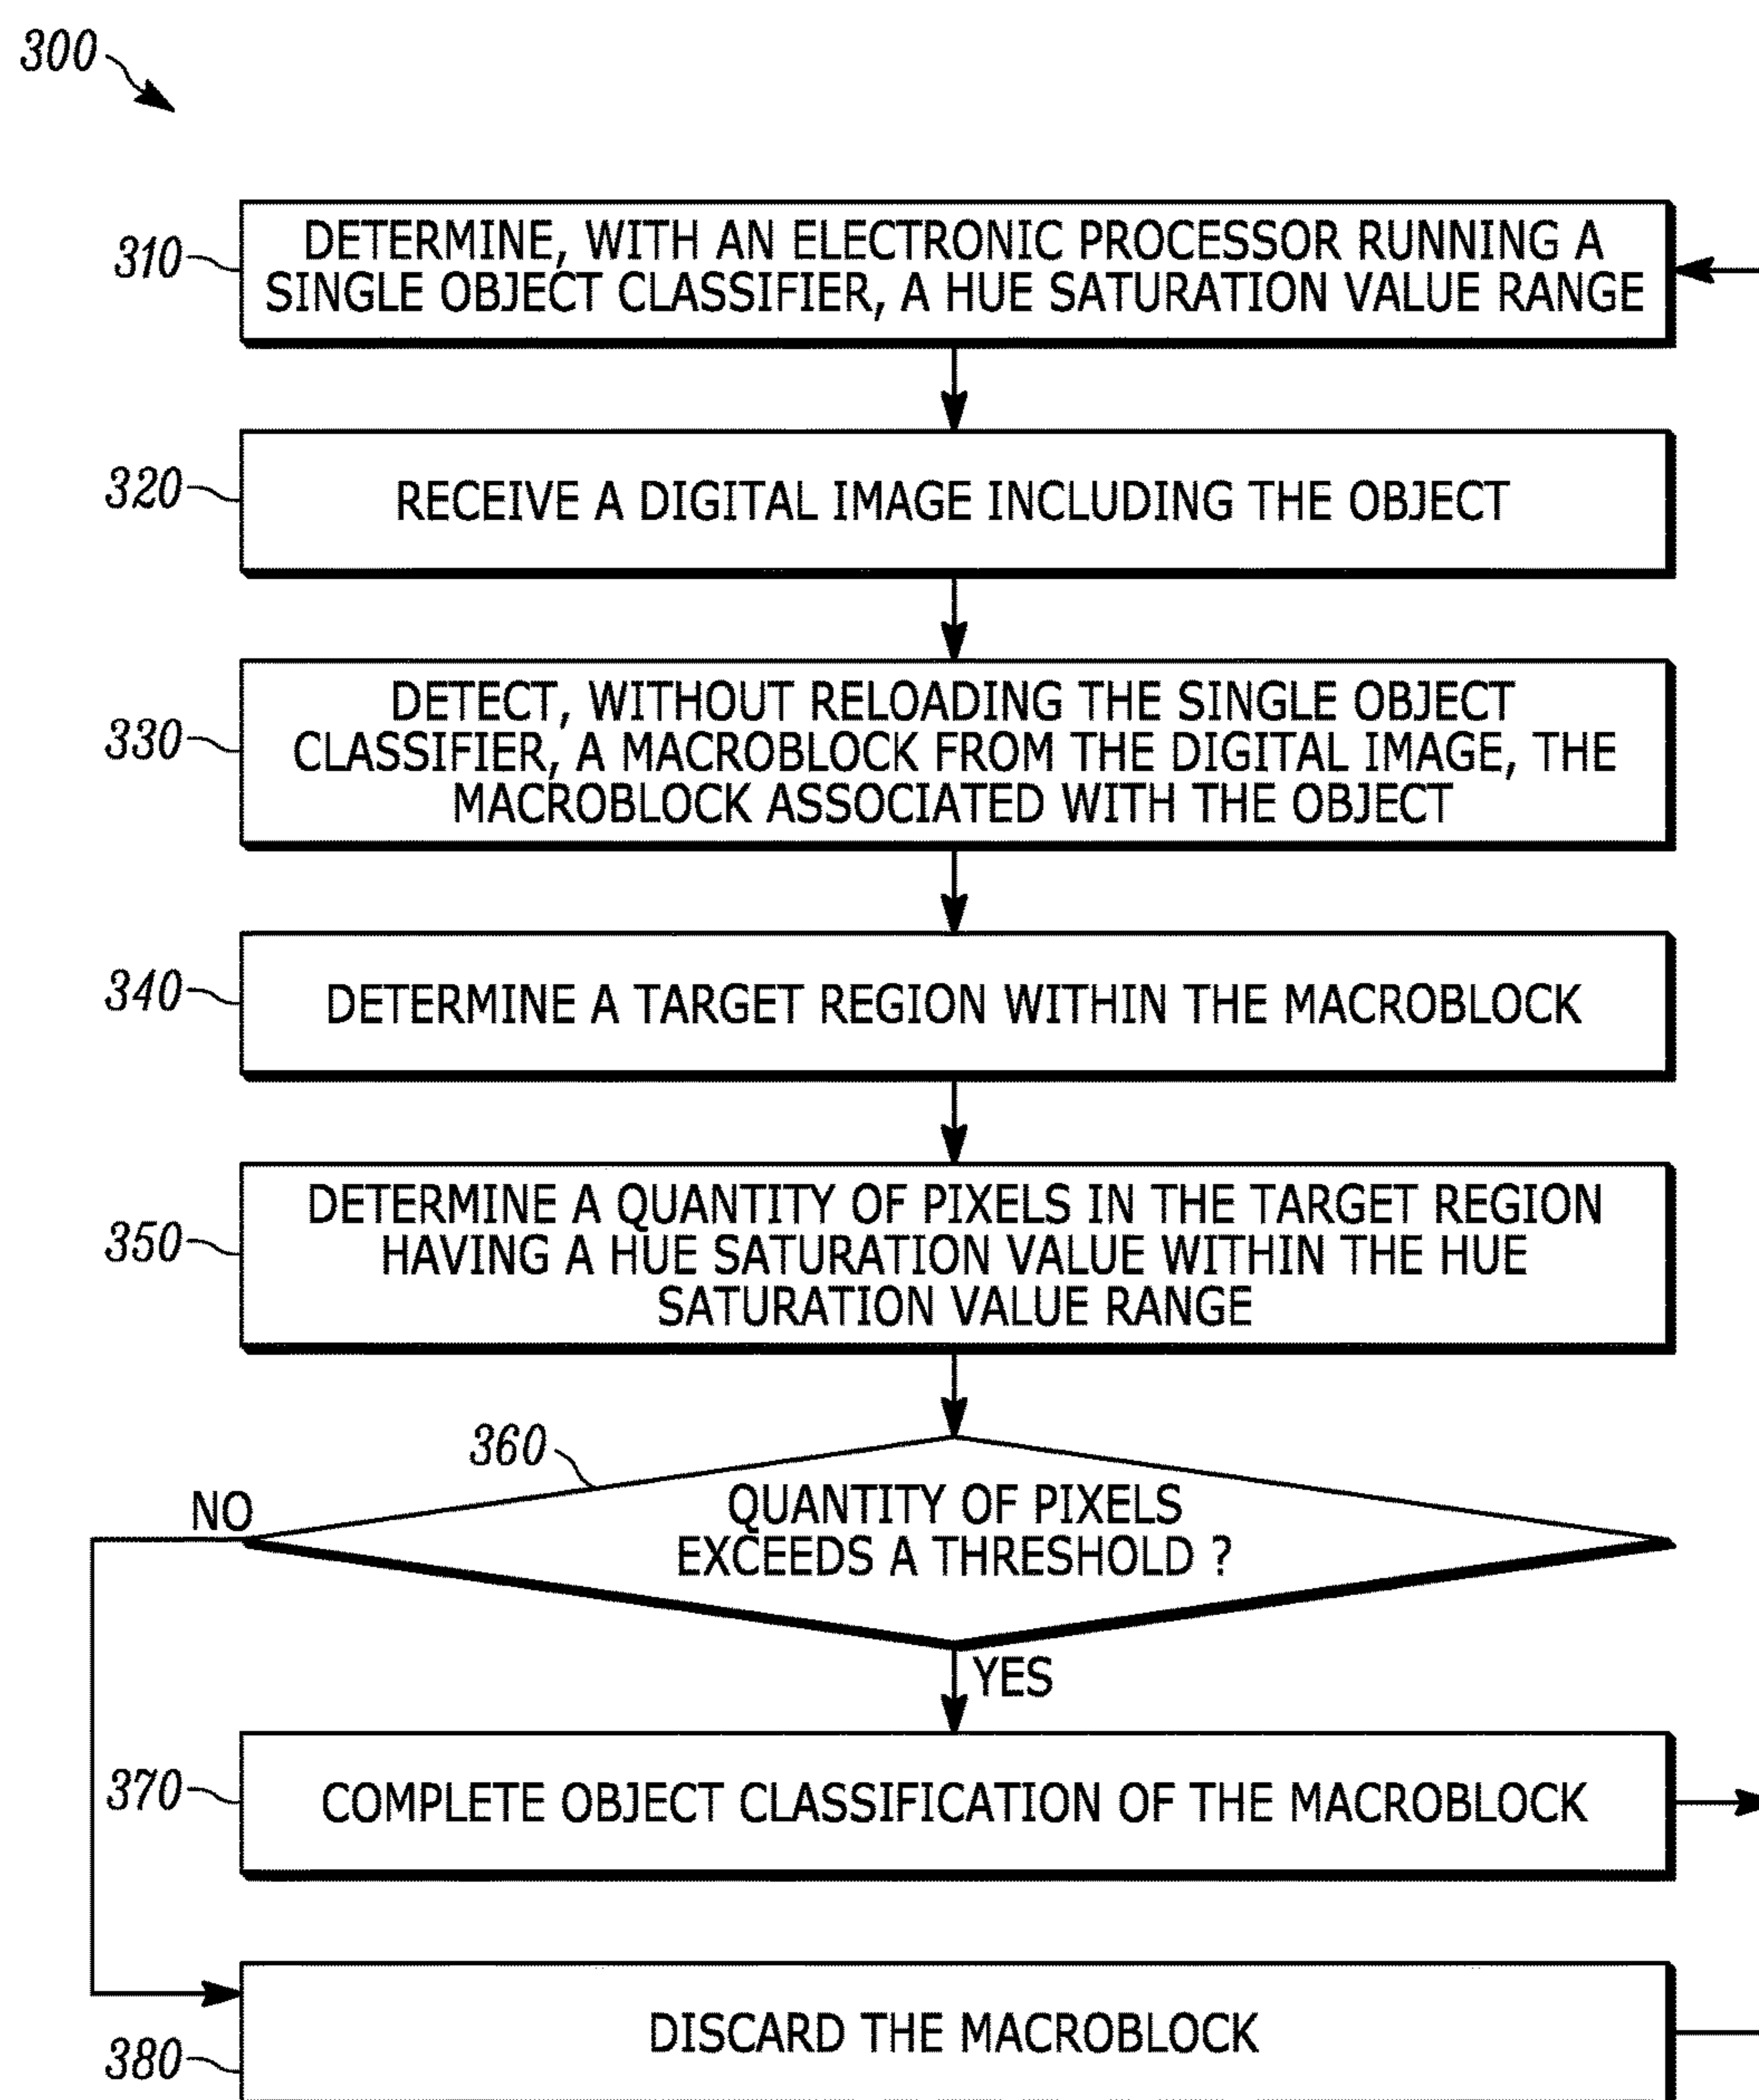 300
310
DETERMINE, WITH AN ELECTRONIC PROCESSOR RUNNING A
SINGLE OBJECT CLASSIFIER, A HUE SATURATION VALUE RANGE
320
RECEIVE A DIGITAL IMAGE INCLUDING THE OBJECT
330
DETECT, WITHOUT RELOADING THE SINGLE OBJECT
CLASSIFIER, A MACROBLOCK FROM THE DIGITAL IMAGE, THE
MACROBLOCK ASSOCIATED WITH THE OBJECT
340
DETERMINE A TARGET REGION WITHIN THE MACROBLOCK
350
DETERMINE A QUANTITY OF PIXELS IN THE TARGET REGION
HAVING A HUE SATURATION VALUE WITHIN THE HUE
SATURATION VALUE RANGE
360
NO
QUANTITY OF PIXELS
EXCEEDS A THRESHOLD ?
YES
370
COMPLETE OBJECT CLASSIFICATION OF THE MACROBLOCK
380
DISCARD THE MACROBLOCK